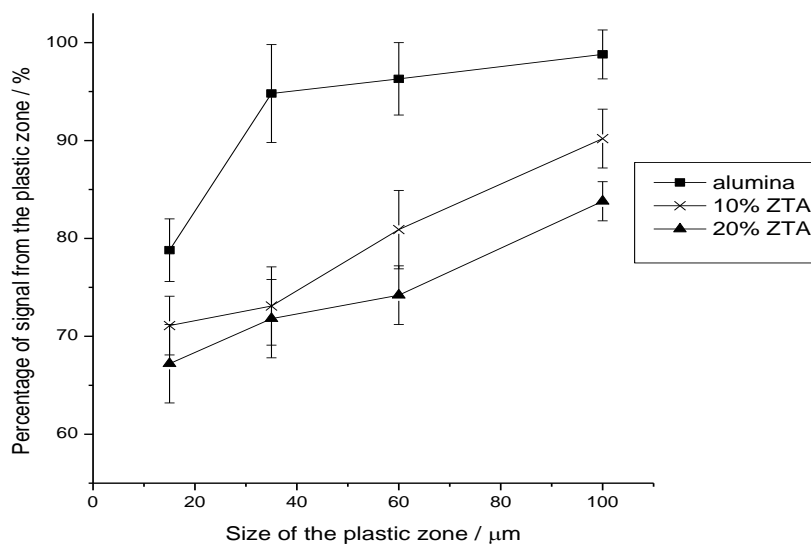 Percentage of signal from the plastic zone / %
100
90
80
70
60
0
20
40
60
80
100
Size of the plastic zone / μm
alumina
10% ZTA
20% ZTA